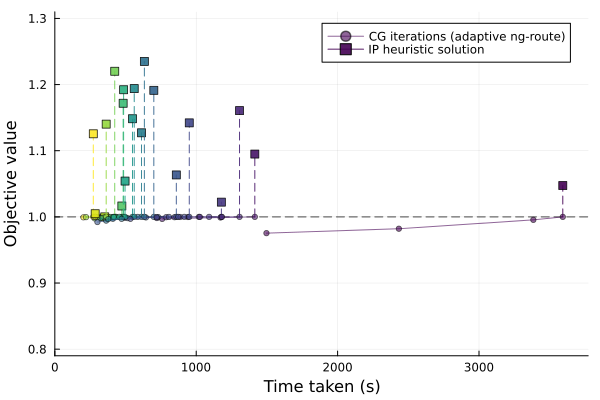 1.3
1.2
1.1
1.0
0.9
0.8
Objective value
CG iterations (adaptive ng-route)
IP heuristic solution
0 1000 2000 3000
Time taken (s)